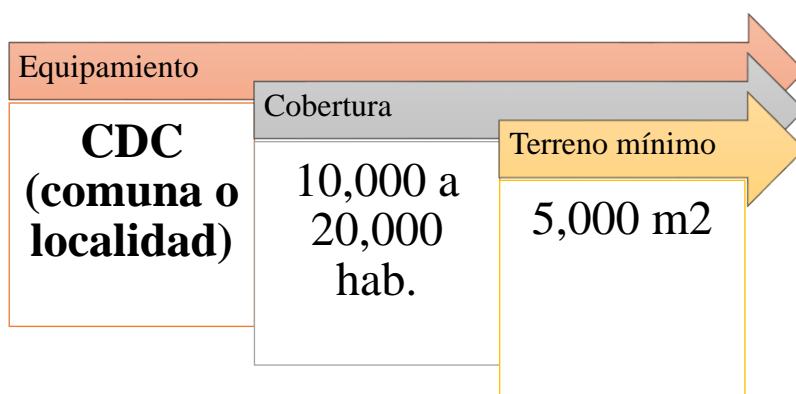 Equipamiento
CDC
(comuna o
localidad)
Cobertura
10,000 a
20,000
hab.
Terreno mínimo
5,000 m2